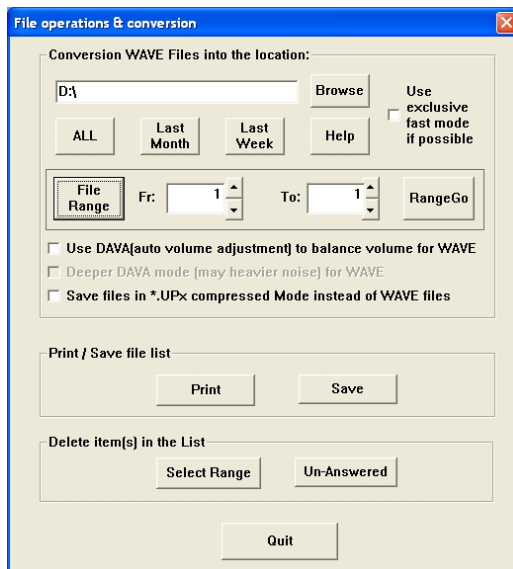 File operations & conversion
Conversion WAVE Files into the location:
D:\
Browse
Use
exclusive
fast mode
if possible
ALL
Last
Month
Last
Week
Help
File
Range
Fr:
1
To:
1
RangeGo
Use DAVA(auto volume adjustment) to balance volume for WAVE
Deeper DAVA mode (may heavier noise) for WAVE
Save files in *.UPx compressed Mode instead of WAVE files
Print / Save file list
Print
Save
Delete item(s) in the List
Select Range
Un-Answered
Quit